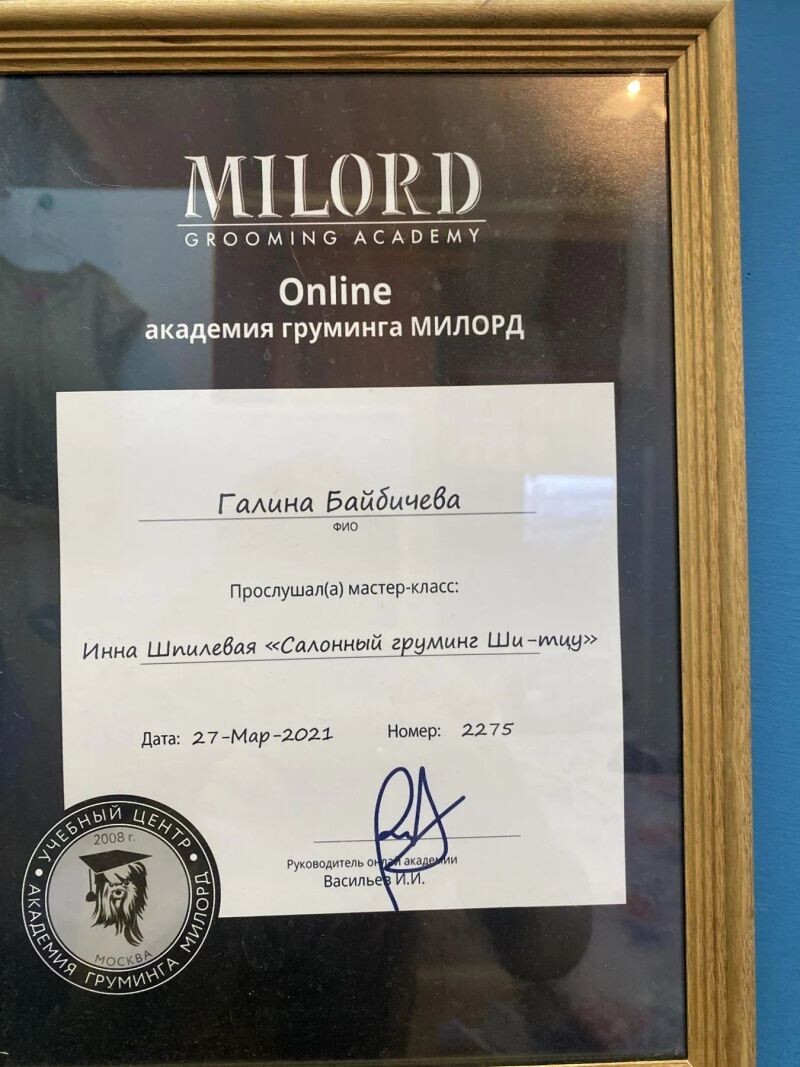 MILORD
GROOMING ACADEMY
Online
академия груминга МИЛОРД
Галина Байбичева
ФИО
Прослушал(а) мастер-класс:
Инна Шпилевая «Салонный груминг Ши-тцу»
Дата: 27-Мар-2021 Номер: 2275
Руководитель онлай академии
Васильев И.И.
УЧЕБНЫЙ ЦЕНТР
2008 г.
МОСКВА
АКАДЕМИЯ ГРУМИНГА МИЛОРД